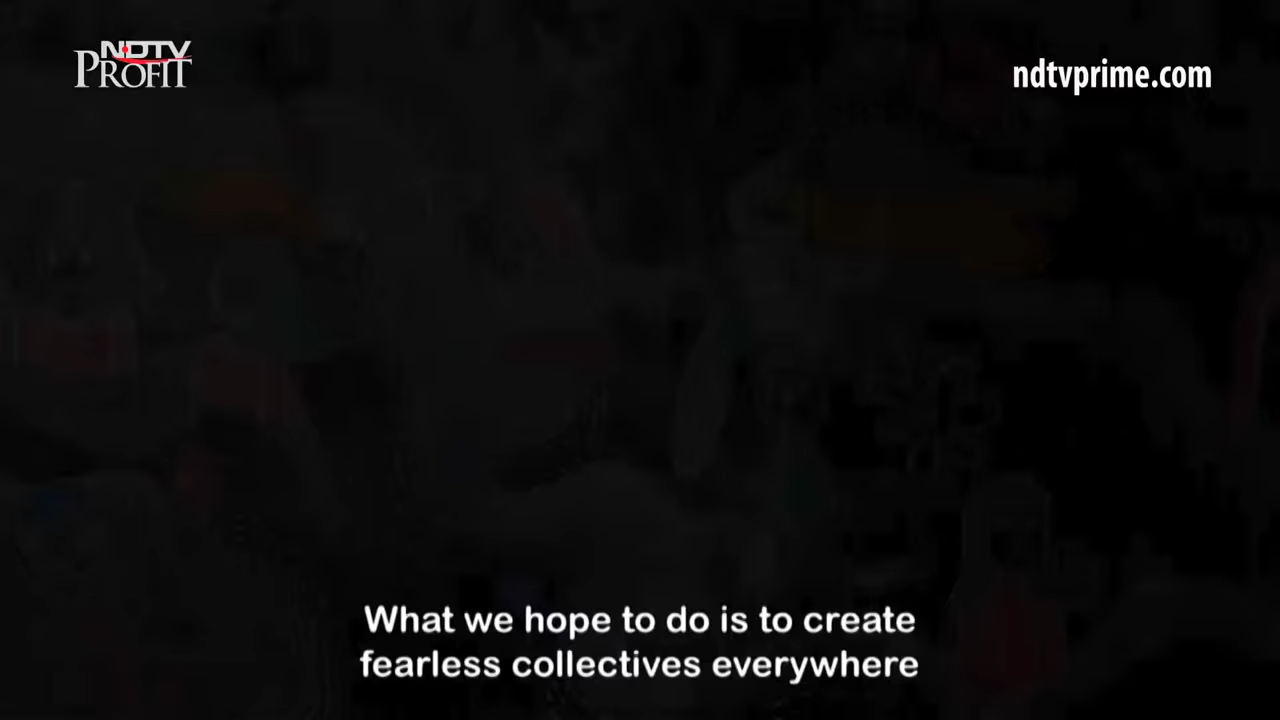 NDTV
PROFIT
ndtvprime.com
What we hope to do is to create
fearless collectives everywhere